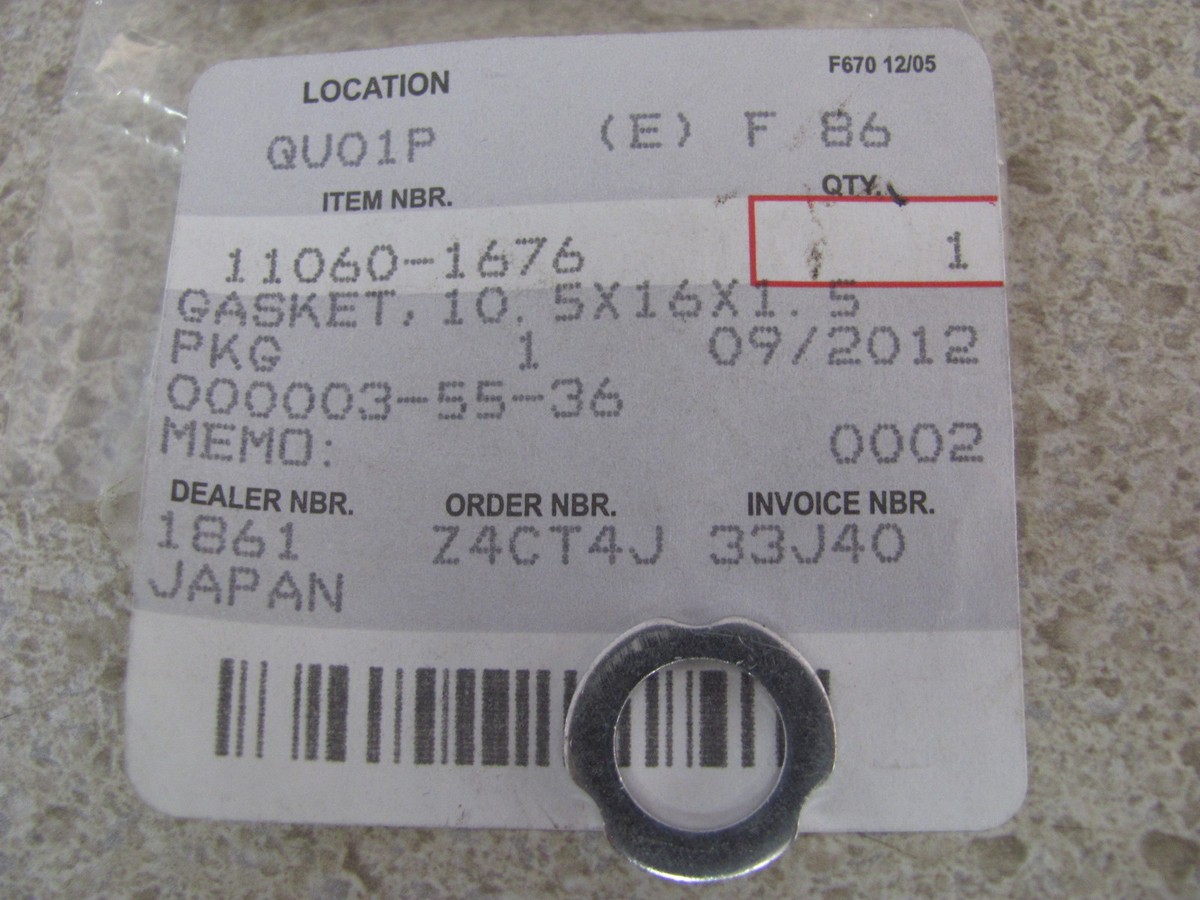 LOCATION F670 12/05
QU01P (E) F 86
ITEM NBR. QTY.
11060-1676 1
GASKET, 10. 5X16X1. 5
PKG 1 09/2012
000003-55-36
MEMO: 0002
DEALER NBR. ORDER NBR. INVOICE NBR.
1861 Z4CT4J 33J40
JAPAN